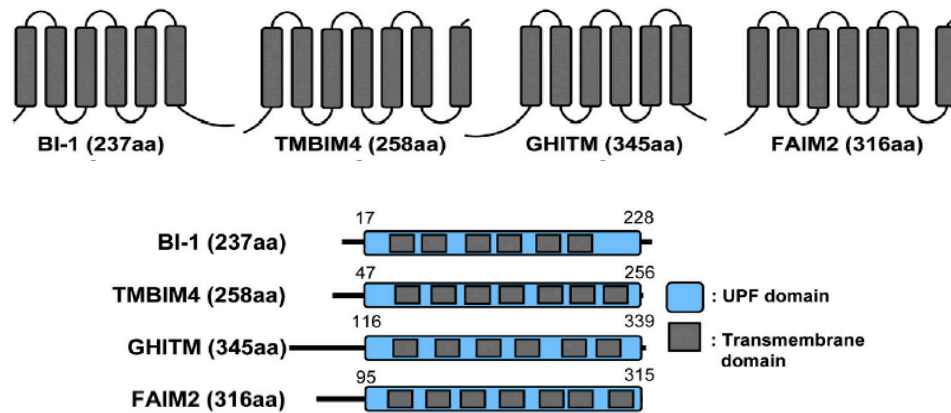 BI-1 (237aa)
TMBIM4 (258aa)
GHITM (345aa)
FAIM2 (316aa)
17
228
BI-1 (237aa)
47
256
TMBIM4 (258aa)
116
339
GHITM (345aa)
95
315
FAIM2 (316aa)
: UPF domain
: Transmembrane
domain